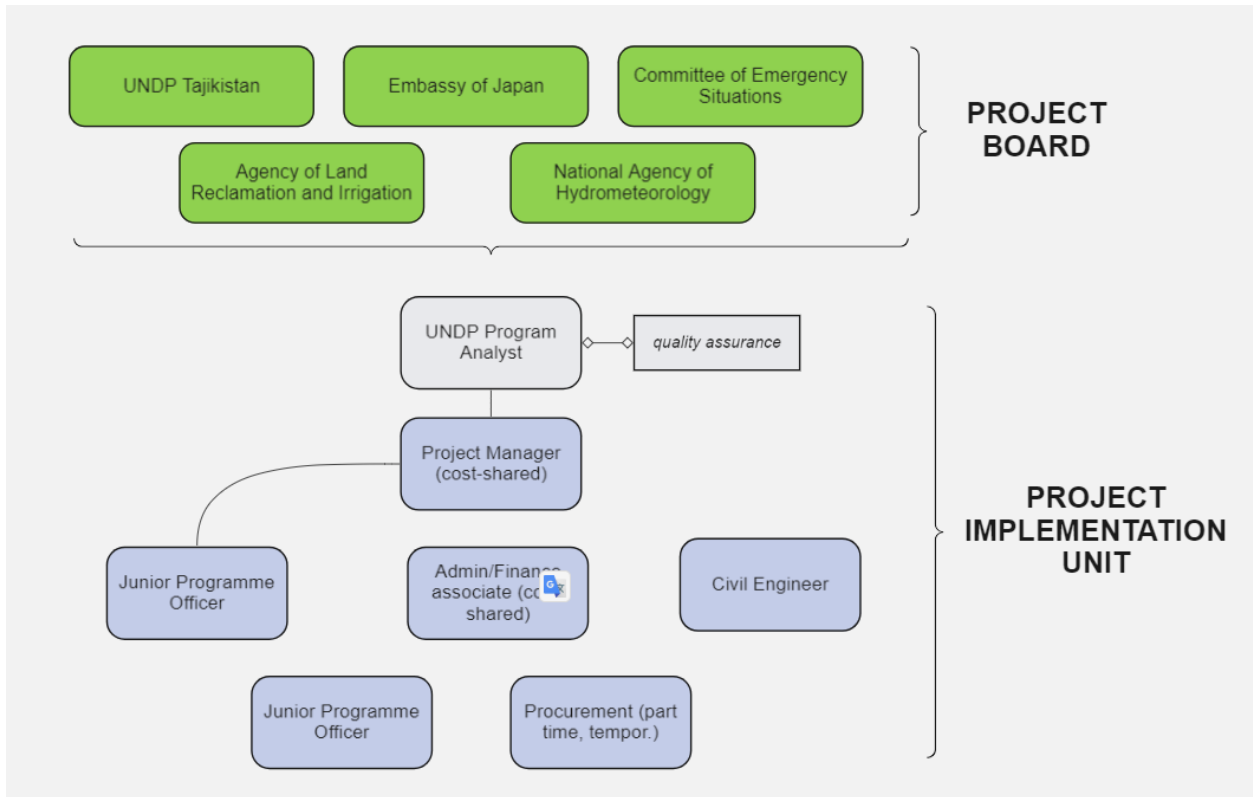 UNDP Tajikistan
Embassy of Japan
Committee of Emergency
Situations
PROJECT
BOARD
Agency of Land
Reclamation and Irrigation
National Agency of
Hydrometeorology
UNDP Program
Analyst
quality assurance
Project Manager
(cost-shared)
PROJECT
IMPLEMENTATION
UNIT
Junior Programme
Officer
Admin/Finance
associate
shared)
Civil Engineer
Junior Programme
Officer
Procurement (part
time, tempor.)